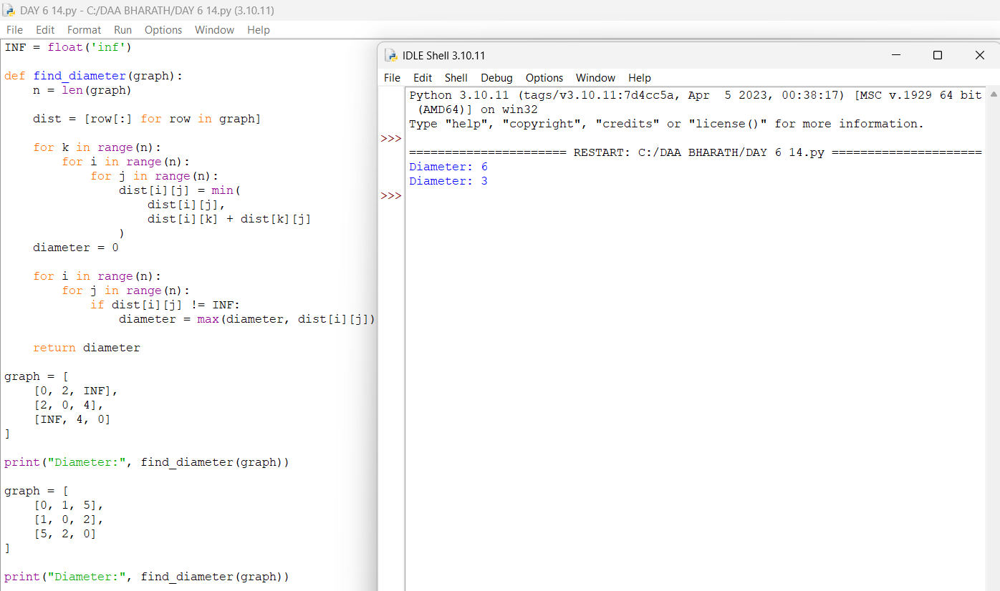 DAY 6 14.py - C:/DAA BHARATH/DAY 6 14.py (3.10.11)
File Edit Format Run Options Window Help
INF = float('inf')

def find_diameter(graph):
    n = len(graph)

    dist = [row[:] for row in graph]

    for k in range(n):
        for i in range(n):
            for j in range(n):
                dist[i][j] = min(
                    dist[i][j],
                    dist[i][k] + dist[k][j]
                )
    diameter = 0

    for i in range(n):
        for j in range(n):
            if dist[i][j] != INF:
                diameter = max(diameter, dist[i][j])

    return diameter

graph = [
    [0, 2, INF],
    [2, 0, 4],
    [INF, 4, 0]
]

print("Diameter:", find_diameter(graph))

graph = [
    [0, 1, 5],
    [1, 0, 2],
    [5, 2, 0]
]

print("Diameter:", find_diameter(graph))
IDLE Shell 3.10.11
File Edit Shell Debug Options Window Help
Python 3.10.11 (tags/v3.10.11:7d4cc5a, Apr  5 2023, 00:38:17) [MSC v.1929 64 bit
 (AMD64)] on win32
Type "help", "copyright", "credits" or "license()" for more information.
>>>
====================== RESTART: C:/DAA BHARATH/DAY 6 14.py =====================
Diameter: 6
Diameter: 3
>>>